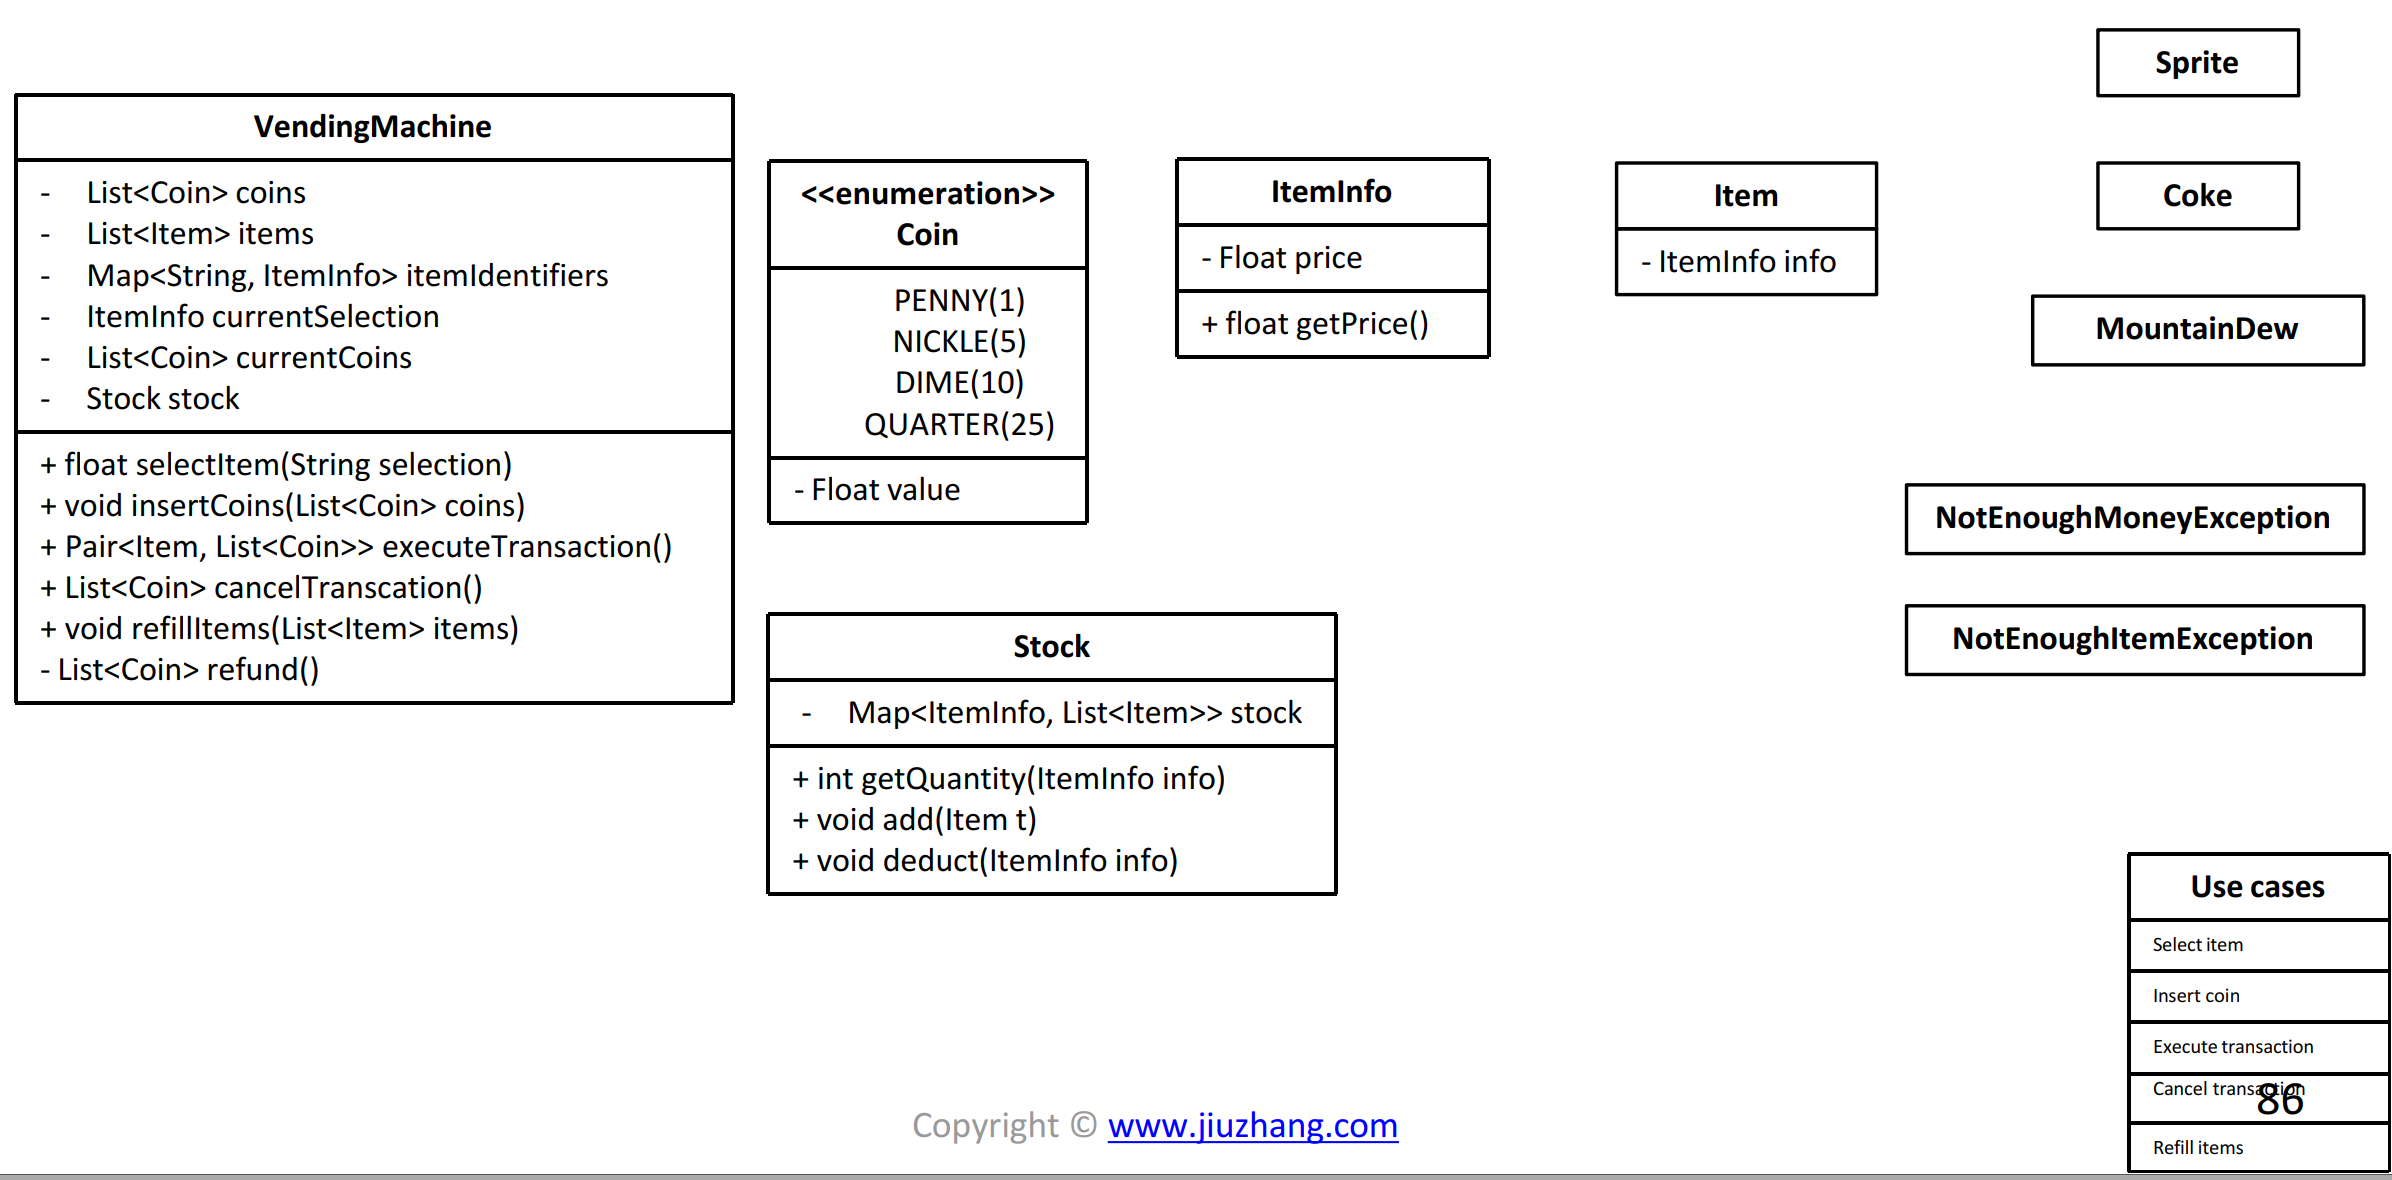 VendingMachine
- List<Coin> coins
- List<Item> items
- Map<String, ItemInfo> itemIdentifiers
- ItemInfo currentSelection
- List<Coin> currentCoins
- Stock stock
+ float selectItem(String selection)
+ void insertCoins(List<Coin> coins)
+ Pair<Item, List<Coin>> executeTransaction()
+ List<Coin> cancelTranscation()
+ void refillItems(List<Item> items)
- List<Coin> refund()
<<enumeration>>
Coin
PENNY(1)
NICKLE(5)
DIME(10)
QUARTER(25)
- Float value
ItemInfo
- Float price
+ float getPrice()
Item
- ItemInfo info
Sprite
Coke
MountainDew
NotEnoughMoneyException
NotEnoughItemException
Stock
- Map<ItemInfo, List<Item>> stock
+ int getQuantity(ItemInfo info)
+ void add(Item t)
+ void deduct(ItemInfo info)
Use cases
Select item
Insert coin
Execute transaction
Cancel transaction
Refill items
86
Copyright © www.jiuzhang.com